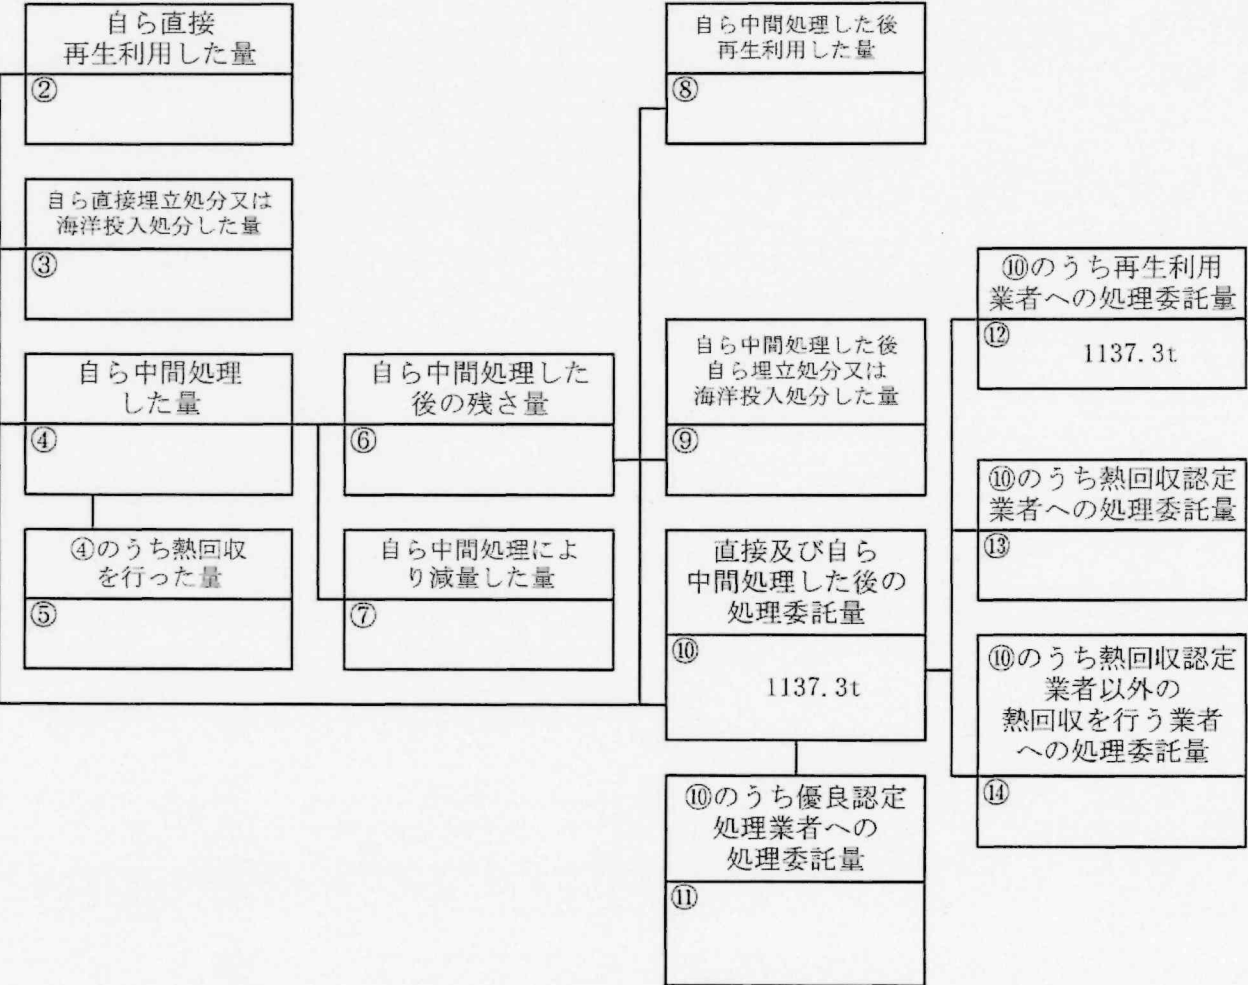 自ら直接
再生利用した量
②
自ら直接埋立処分又は
海洋投入処分した量
③
自ら中間処理
した量
④
④のうち熱回収
を行った量
⑤
自ら中間処理した
後の残さ量
⑥
自ら中間処理によ
り減量した量
⑦
自ら中間処理した後
再生利用した量
⑧
自ら中間処理した後
自ら埋立処分又は
海洋投入処分した量
⑨
直接及び自ら
中間処理した後の
処理委託量
⑩
1137.3t
⑩のうち優良認定
処理業者への
処理委託量
⑪
⑩のうち再生利用
業者への処理委託量
⑫
1137.3t
⑩のうち熱回収認定
業者への処理委託量
⑬
⑩のうち熱回収認定
業者以外の
熱回収を行う業者
への処理委託量
⑭